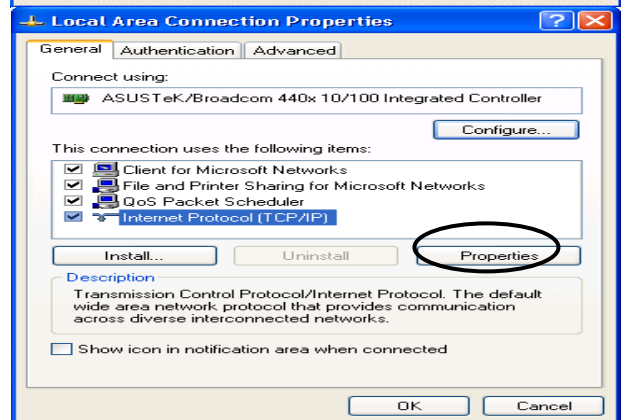 Local Area Connection Properties
General Authentication Advanced
Connect using:
ASUSTeK/Broadcom 440x 10/100 Integrated Controller
Configure...
This connection uses the following items:
Client for Microsoft Networks
File and Printer Sharing for Microsoft Networks
QoS Packet Scheduler
Internet Protocol (TCP/IP)
Install... Uninstall Properties
Description
Transmission Control Protocol/Internet Protocol. The default
wide area network protocol that provides communication
across diverse interconnected networks.
Show icon in notification area when connected
OK Cancel